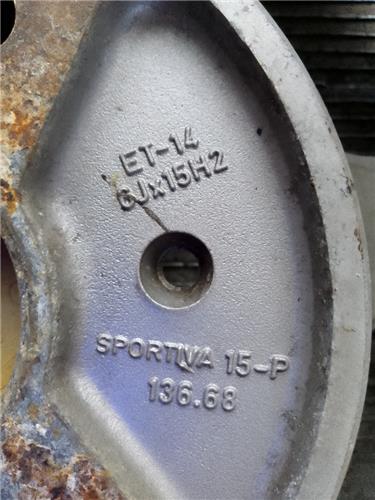 ET-14
6Jx15H2
SPORTIVA 15-P
136.68